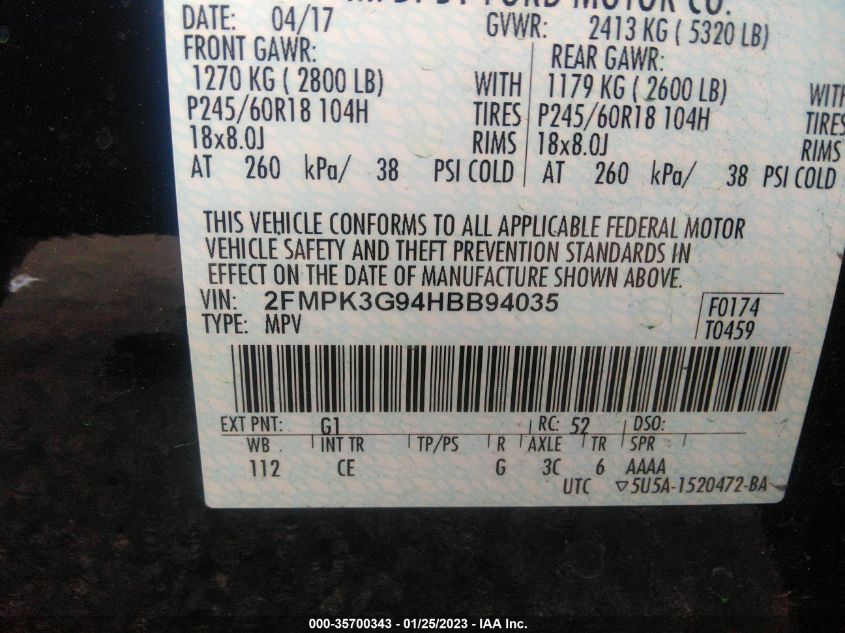 MOTOR CO.
DATE: 04/17 GVWR: 2413 KG ( 5320 LB)
FRONT GAWR: REAR GAWR:
1270 KG ( 2800 LB) WITH 1179 KG ( 2600 LB) WITH
P245/60R18 104H TIRES P245/60R18 104H TIRES
18x8.0J RIMS 18x8.0J RIMS
AT 260 kPa/ 38 PSI COLD AT 260 kPa/ 38 PSI COLD
THIS VEHICLE CONFORMS TO ALL APPLICABLE FEDERAL MOTOR
VEHICLE SAFETY AND THEFT PREVENTION STANDARDS IN
EFFECT ON THE DATE OF MANUFACTURE SHOWN ABOVE.
VIN: 2FMPK3G94HBB94035 F0174
TYPE: MPV T0459
EXT PNT: G1 RC: 52 DSO:
WB INT TR TP/PS R AXLE TR SPR
112 CE G 3C 6 AAAA
UTC ▽5U5A-1520472-BA
000-35700343 - 01/25/2023 - IAA Inc.